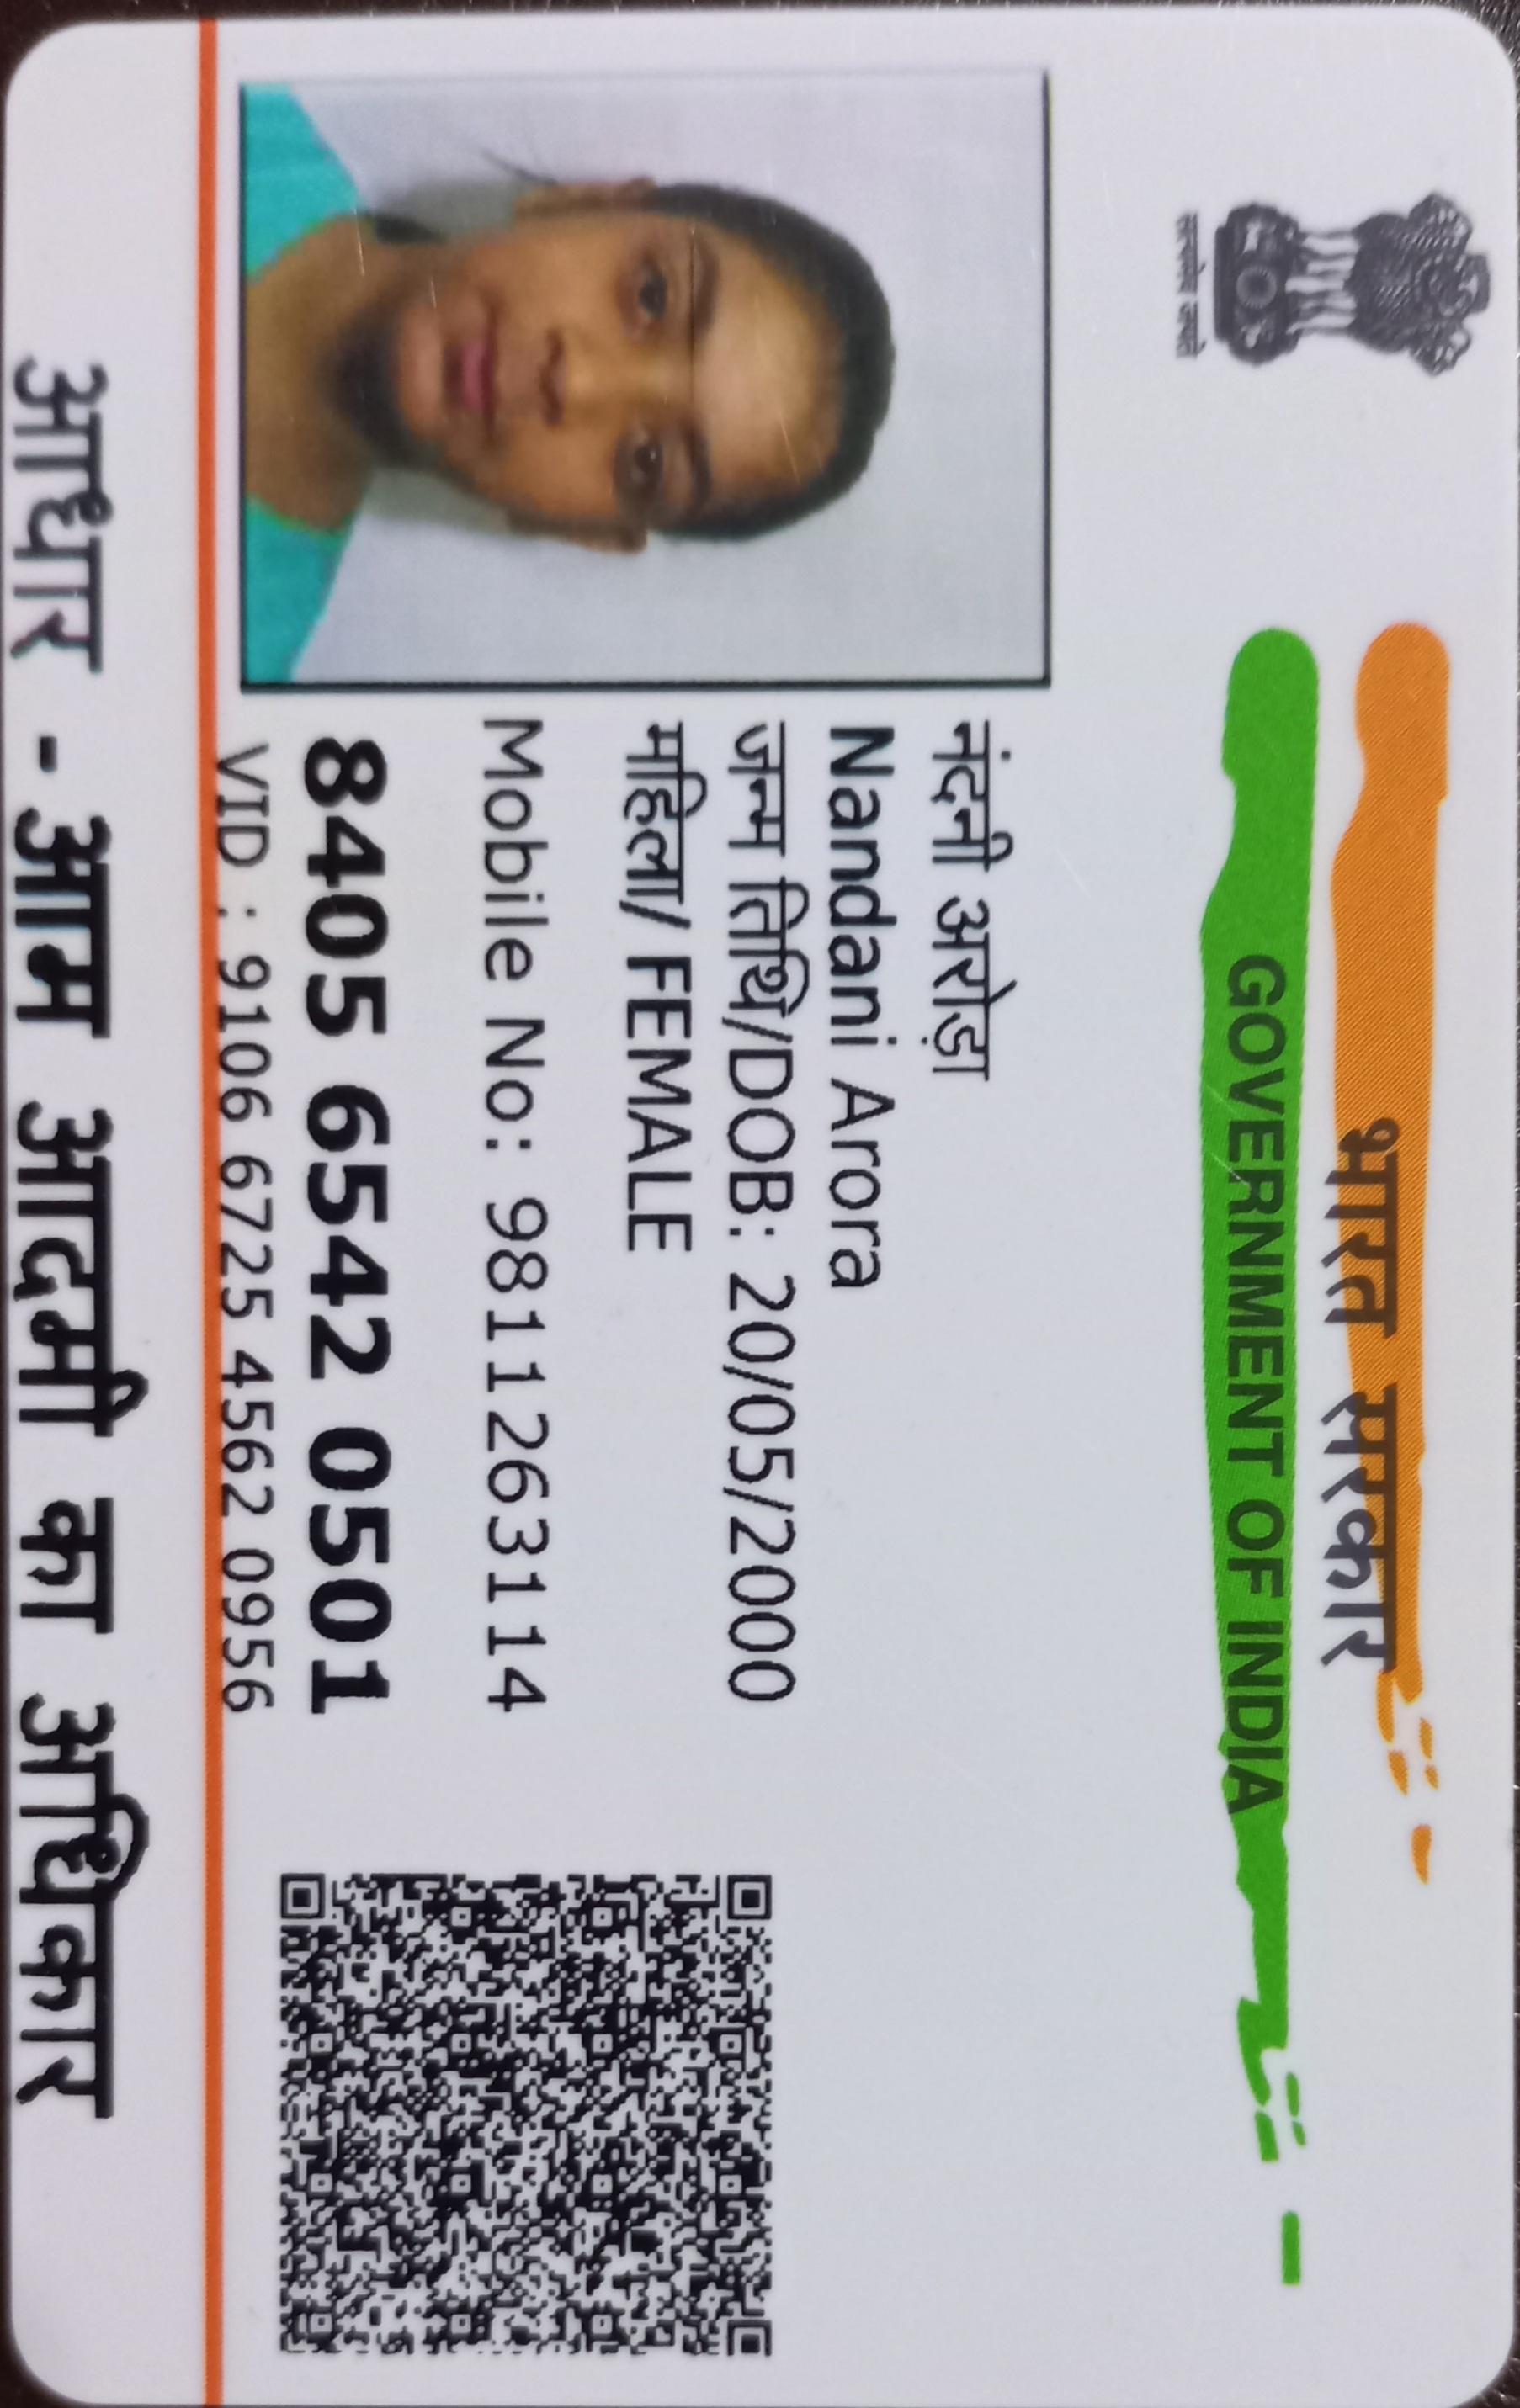 भारत सरकार
GOVERNMENT OF INDIA
सत्यमेव जयते
नंदनी अरोड़ा
Nandani Arora
जन्म तिथि/DOB: 20/05/2000
महिला/ FEMALE
Mobile No: 9811263114
8405 6542 0501
VID : 9106 6725 4562 0956
आधार - आम आदमी का अधिकार